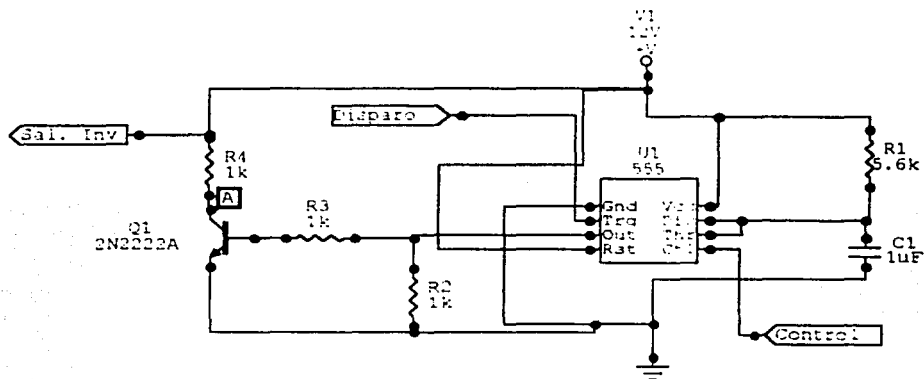 V1
12V
+V
Sal. Inv
Disparo
R4
1k
A
R3
1k
Q1
2N2222A
R2
1k
U1
555
Gnd
Trg
Out
Rst
Vcc
Dis
Thr
Ctl
R1
5.6k
C1
1uF
Control